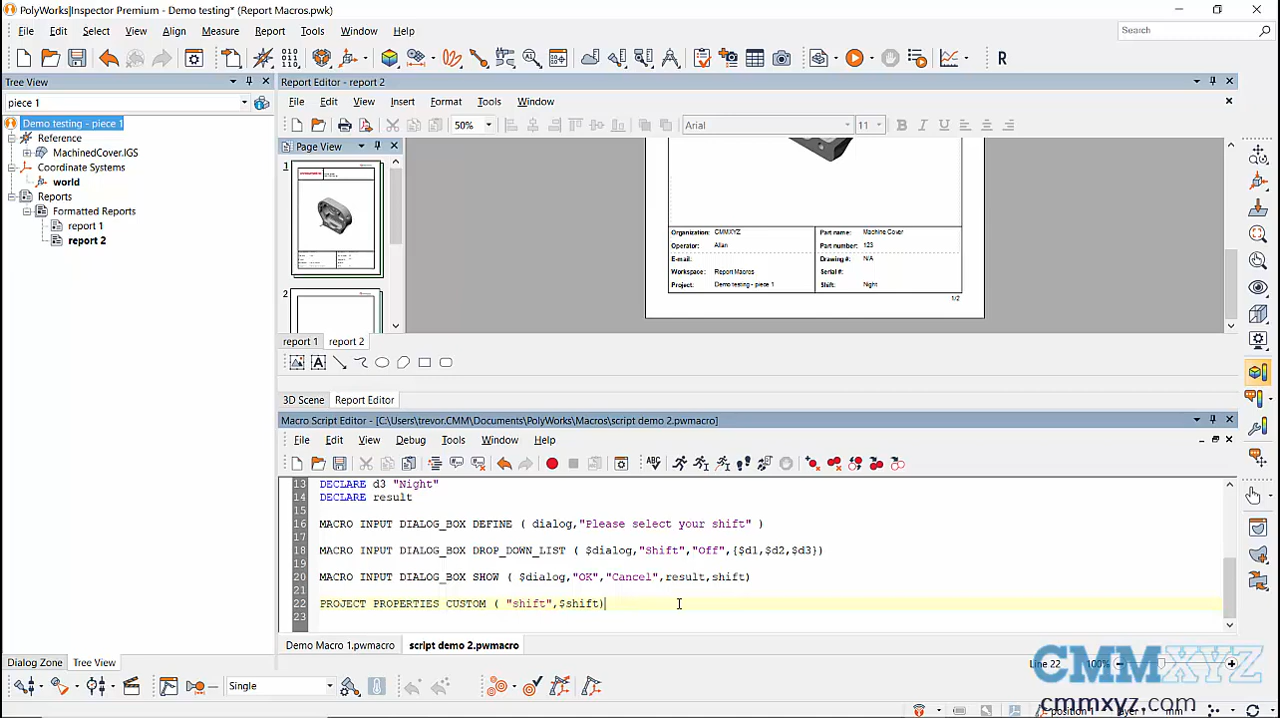 PolyWorks|Inspector Premium - Demo testing* (Report Macros.pwk)
File Edit Select View Align Measure Report Tools Window Help
Search
R
Tree View
Report Editor - report 2
piece 1
File Edit View Insert Format Tools Window
50%
Arial
11
B I U
Demo testing - piece 1
Reference
MachinedCover.IGS
Coordinate Systems
world
Reports
Formatted Reports
report 1
report 2
Page View
1
2
Organization: CMMXYZ
Part name: Machine Cover
Operator: Allan
Part number: 123
E-mail:
Drawing #: N/A
Workspace: Report Macros
Serial #:
Project: Demo testing - piece 1
Shift: Night
1/2
report 1 report 2
A
3D Scene Report Editor
Macro Script Editor - [C:\Users\trevor.CMM\Documents\PolyWorks\Macros\script demo 2.pwmacro]
File Edit View Debug Tools Window Help
13 DECLARE d3 "Night"
14 DECLARE result
15
16 MACRO INPUT DIALOG_BOX DEFINE ( dialog,"Please select your shift" )
17
18 MACRO INPUT DIALOG_BOX DROP_DOWN_LIST ( $dialog,"Shift","Off",{$d1,$d2,$d3})
19
20 MACRO INPUT DIALOG_BOX SHOW ( $dialog,"OK","Cancel",result,shift)
21
22 PROJECT PROPERTIES CUSTOM ( "shift",$shift)
23
Demo Macro 1.pwmacro script demo 2.pwmacro
Dialog Zone Tree View
Line 22
100%
Single
CMMXYZ
cmmxyz.com